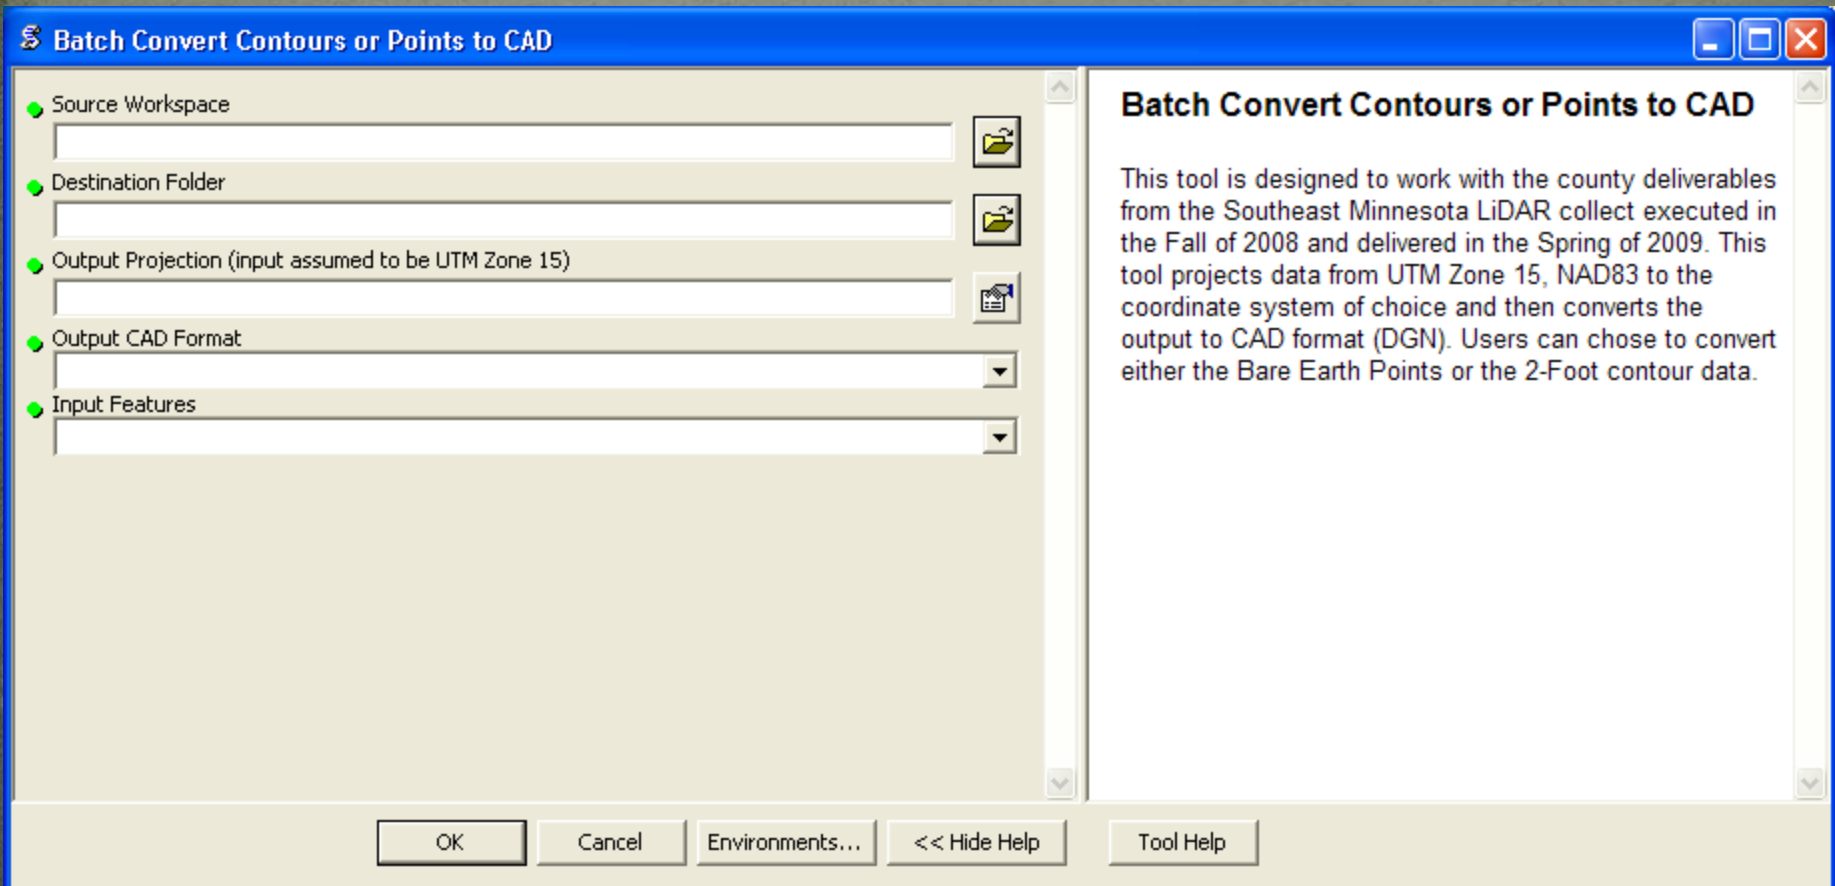 Batch Convert Contours or Points to CAD
Source Workspace
Destination Folder
Output Projection (input assumed to be UTM Zone 15)
Output CAD Format
Input Features
Batch Convert Contours or Points to CAD
This tool is designed to work with the county deliverables
from the Southeast Minnesota LiDAR collect executed in
the Fall of 2008 and delivered in the Spring of 2009. This
tool projects data from UTM Zone 15, NAD83 to the
coordinate system of choice and then converts the
output to CAD format (DGN). Users can chose to convert
either the Bare Earth Points or the 2-Foot contour data.
OK
Cancel
Environments...
<< Hide Help
Tool Help